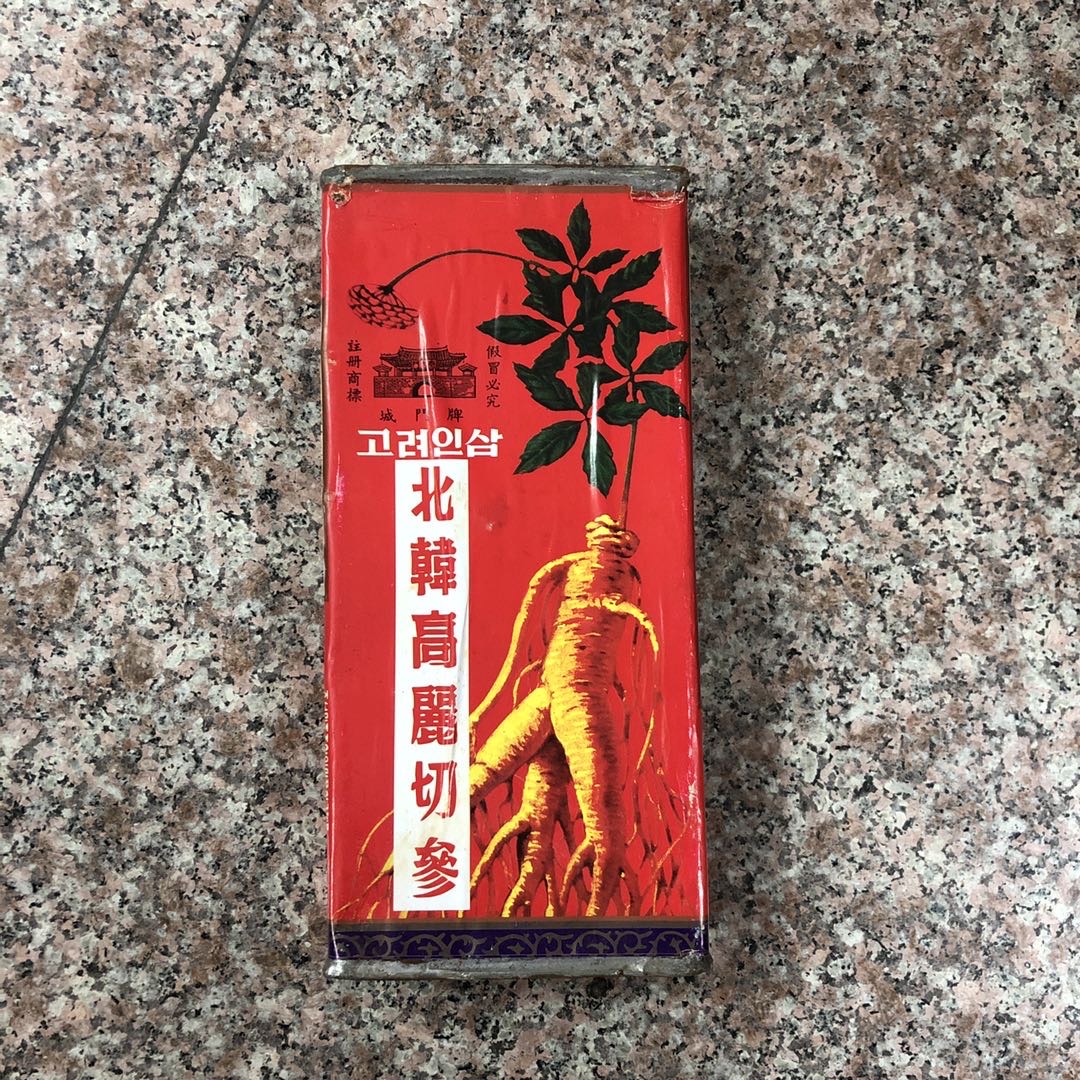 註冊商標
假冒必究
城門牌
고려인삼
北韓高麗切參